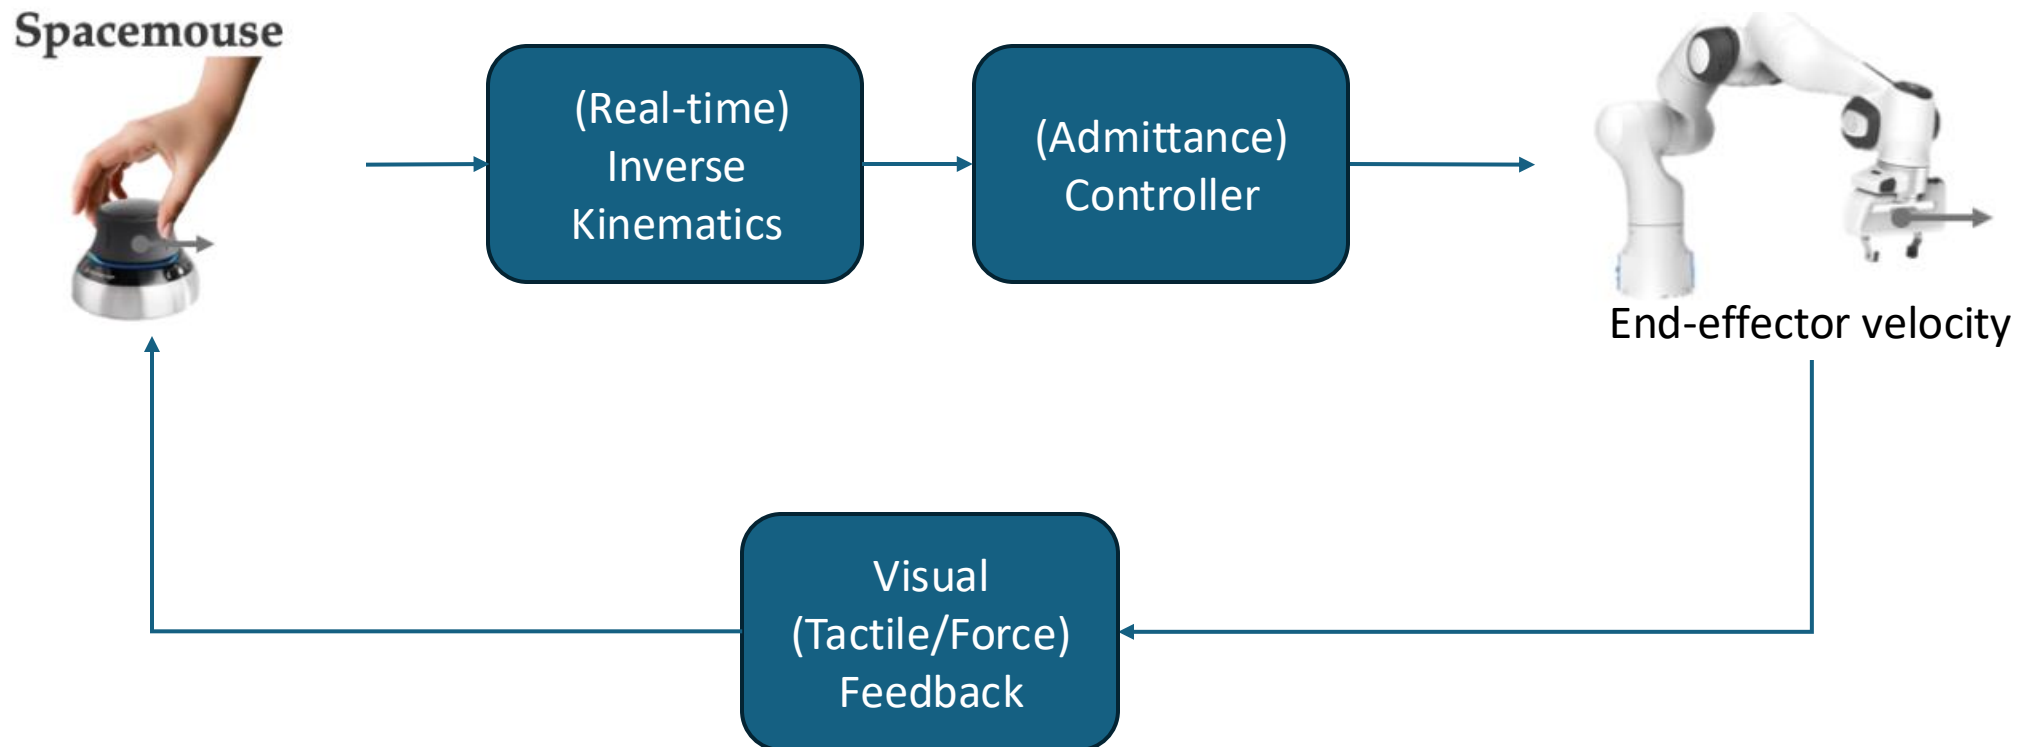 Spacemouse
(Real-time)
Inverse
Kinematics
(Admittance)
Controller
End-effector velocity
Visual
(Tactile/Force)
Feedback